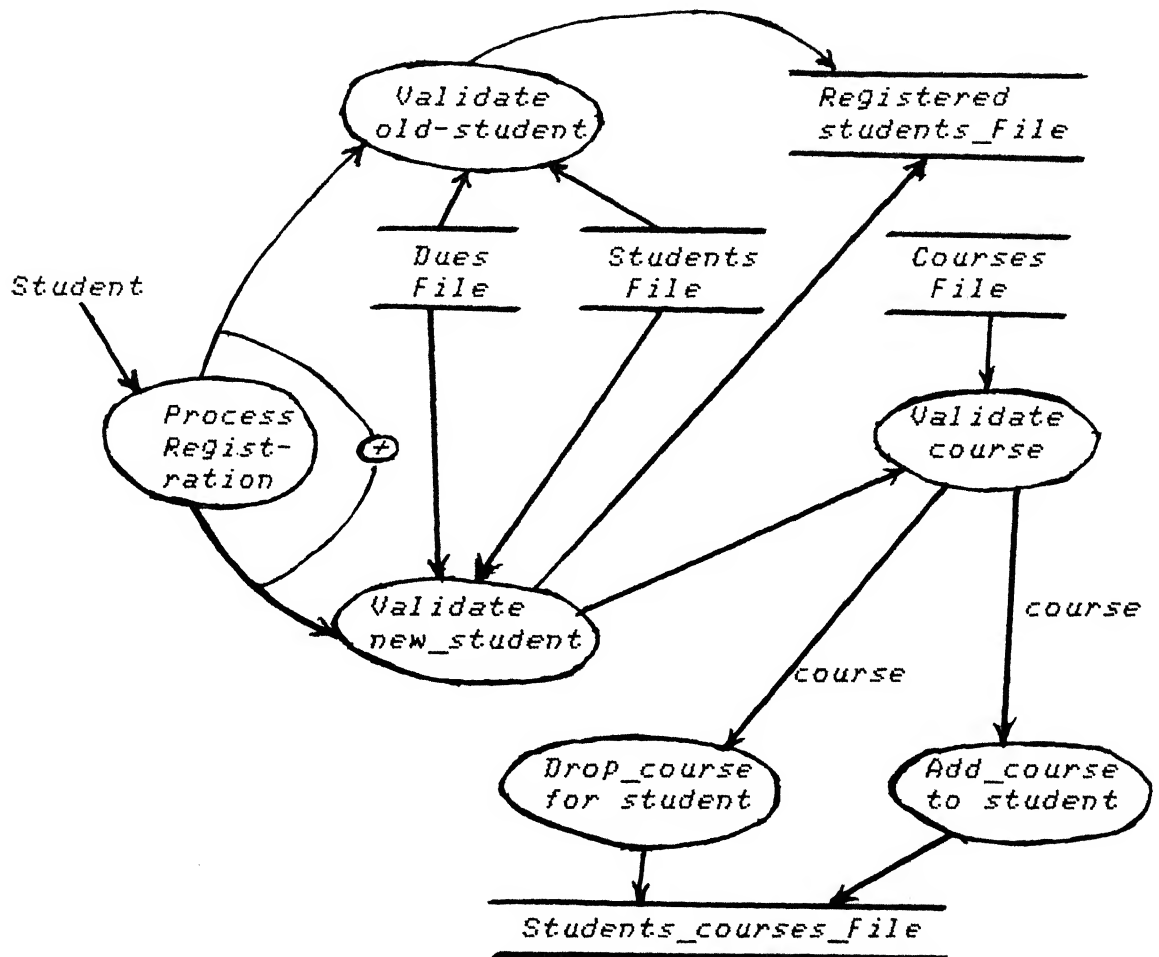 Validate
old-student
Registered
students_File
Dues
File
Students
File
Courses
File
Student
Process
Regist-
ration
+
Validate
course
Validate
new_student
course
course
Drop_course
for student
Add_course
to student
Students_courses_File